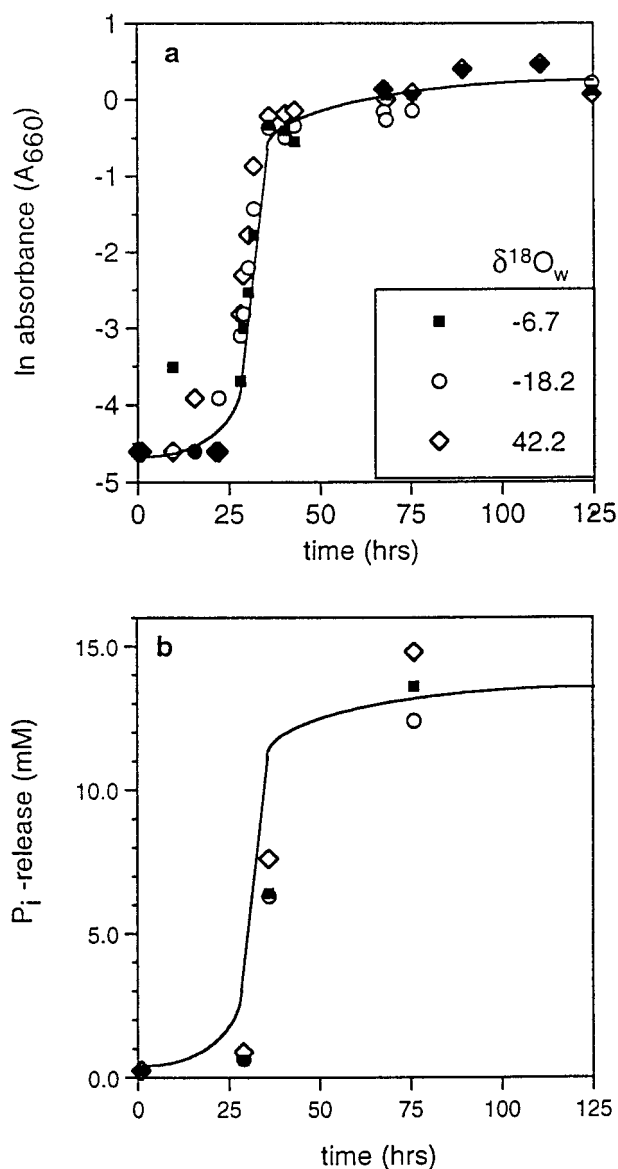 a
1
0
-1
-2
-3
-4
-5
ln absorbance (A660)
δ18Ow
-6.7
-18.2
42.2
0 25 50 75 100 125
time (hrs)
b
15.0
10.0
5.0
0.0
Pi -release (mM)
0 25 50 75 100 125
time (hrs)